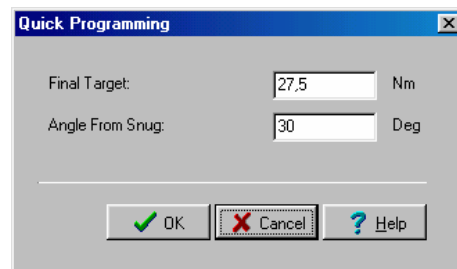 Quick Programming
Final Target: 27,5 Nm
Angle From Snug: 30 Deg
OK Cancel Help